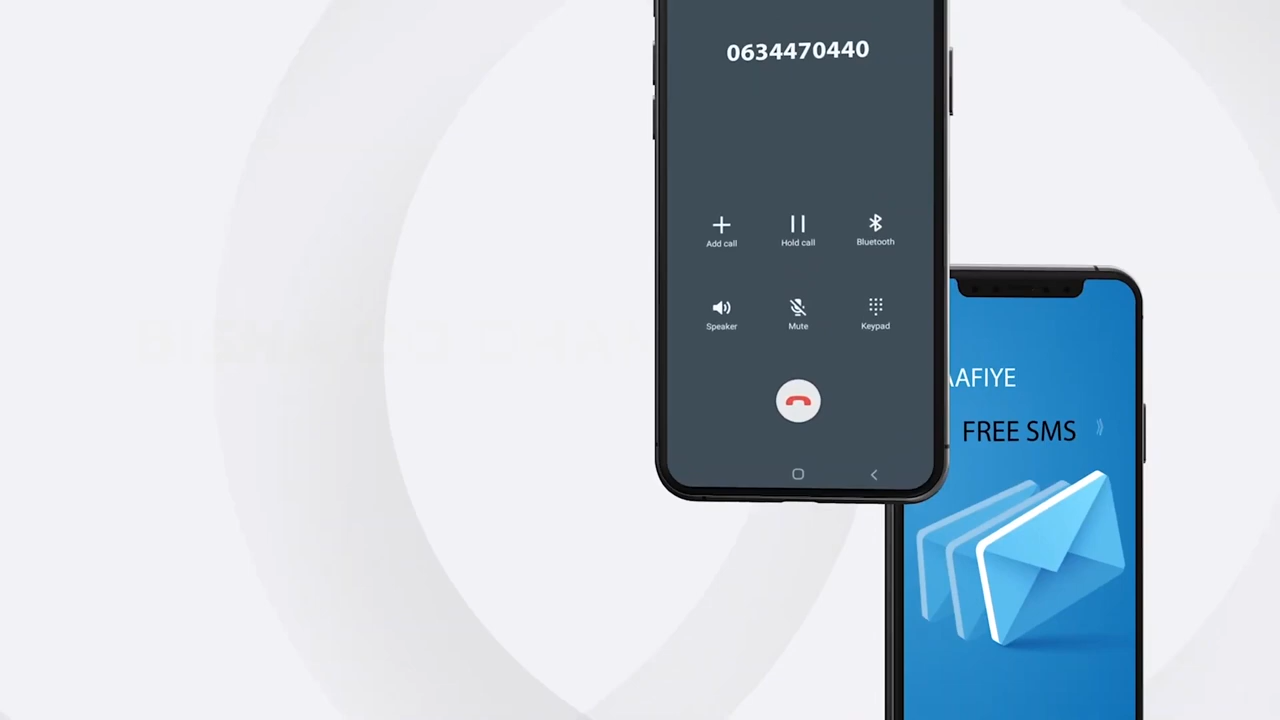 0634470440
Add call
Hold call
Bluetooth
Speaker
Mute
Keypad
AAFIYE
FREE SMS